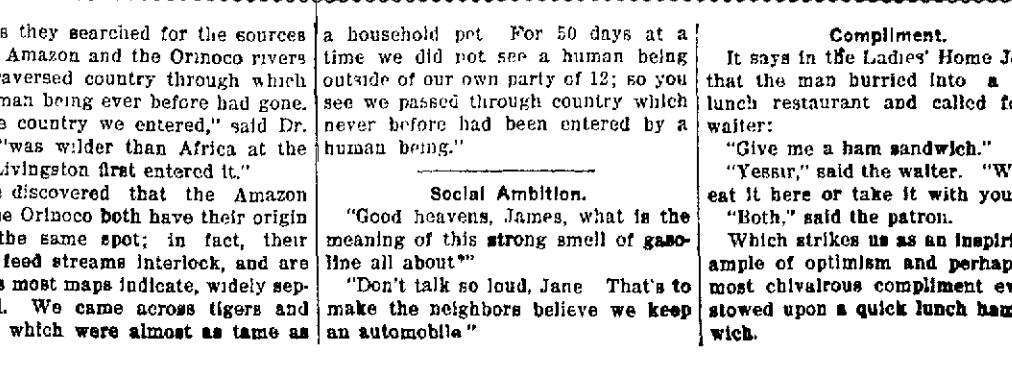 s they searched for the sources
Amazon and the Orinoco rivers
aversed country through which
man being ever before had gone.
e country we entered," said Dr.
"was wilder than Africa at the
Livingston first entered it."
e discovered that the Amazon
he Orinoco both have their origin
the same spot; in fact, their
feed streams interlock, and are
s most maps indicate, widely sep-
l. We came across tigers and
which were almost as tame as
a household pet For 50 days at a
time we did not see a human being
outside of our own party of 12; so you
see we passed through country which
never before had been entered by a
human being."
Social Ambition.
"Good heavens, James, what is the
meaning of this strong smell of gaso-
line all about?"
"Don't talk so loud, Jane That's to
make the neighbors believe we keep
an automobile"
Compliment.
It says in the Ladies' Home J
that the man hurried into a
lunch restaurant and called f
waiter:
"Give me a ham sandwich."
"Yessir," said the waiter. "W
eat it here or take it with you
"Both," said the patron.
Which strikes us as an inspiri
ample of optimism and perhap
most chivalrous compliment ev
stowed upon a quick lunch ham
wich.